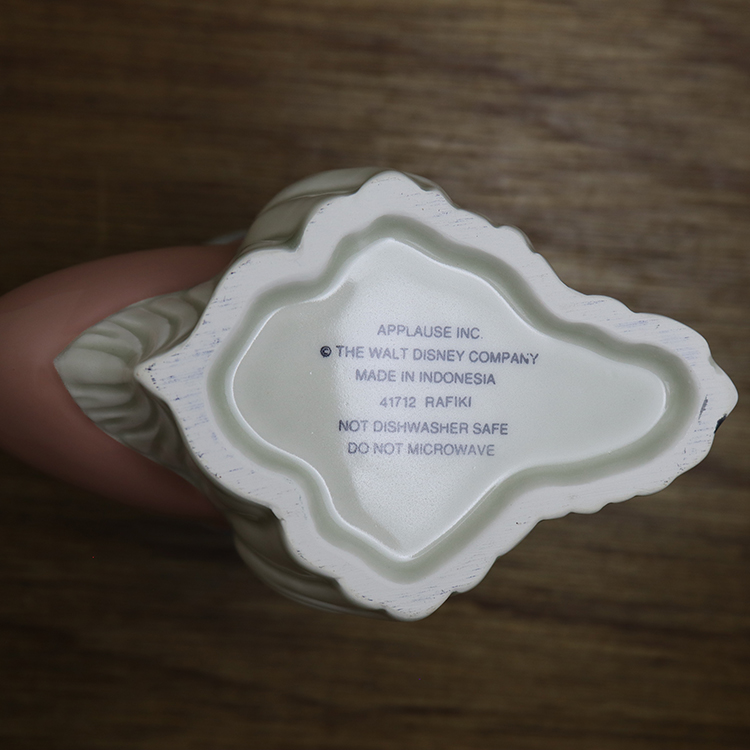 APPLAUSE INC.
© THE WALT DISNEY COMPANY
MADE IN INDONESIA
41712 RAFIKI
NOT DISHWASHER SAFE
DO NOT MICROWAVE